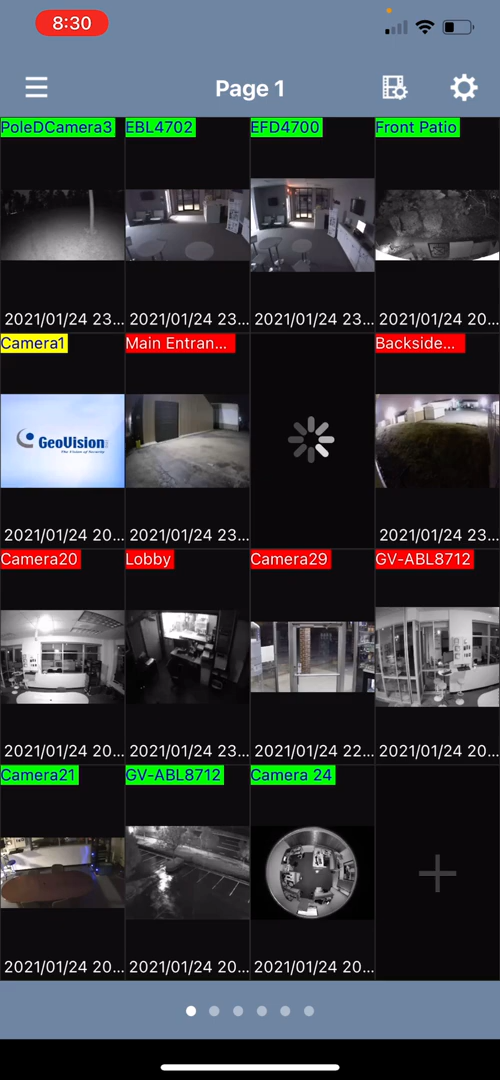 8:30
Page 1
PoleDCamera3
EBL4702
EFD4700
Front Patio
2021/01/24 23...
2021/01/24 23...
2021/01/24 23...
2021/01/24 20...
Camera1
Main Entran...
Backside...
GeoVision
The Vision of Security
2021/01/24 20...
2021/01/24 23...
2021/01/24 23...
Camera20
Lobby
Camera29
GV-ABL8712
2021/01/24 20...
2021/01/24 23...
2021/01/24 22...
2021/01/24 20...
Camera21
GV-ABL8712
Camera 24
2021/01/24 20...
2021/01/24 20...
2021/01/24 20...